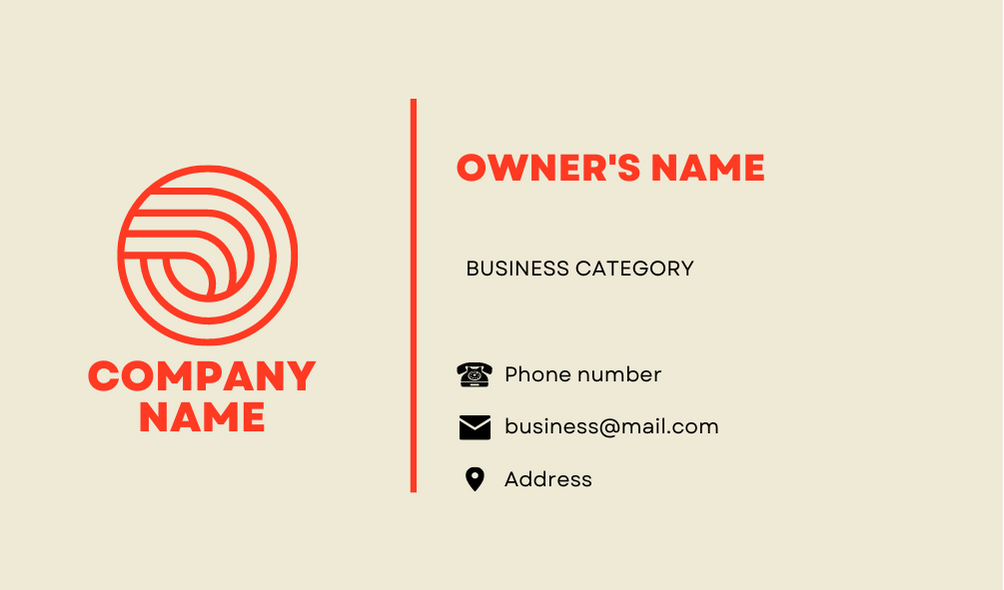 COMPANY
NAME
OWNER'S NAME
BUSINESS CATEGORY
Phone number
business@mail.com
Address